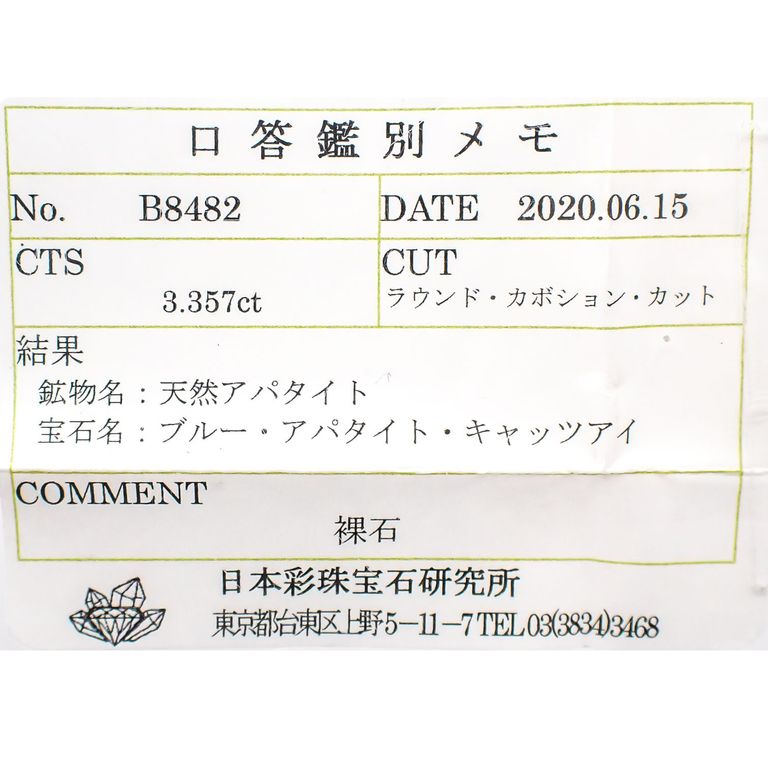 口答鑑別メモ
No. B8482
DATE 2020.06.15
CTS
3.357ct
CUT
ラウンド・カボション・カット
結果
鉱物名：天然アパタイト
宝石名：ブルー・アパタイト・キャッツアイ
COMMENT
裸石
日本彩珠宝石研究所
東京都台東区上野5－11－7 TEL 03(3834)3468